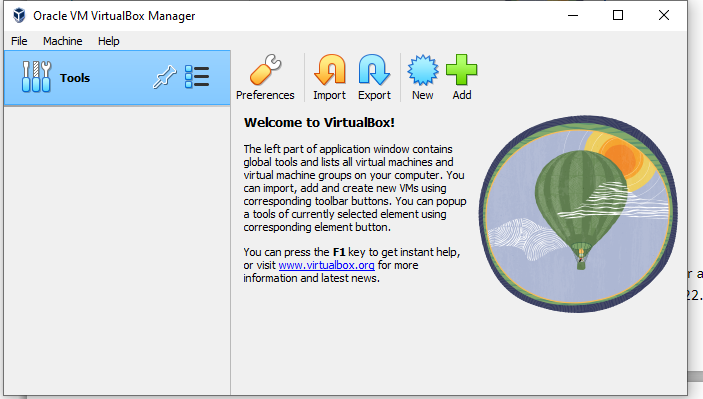 Oracle VM VirtualBox Manager
File Machine Help
Tools
Preferences Import Export New Add
Welcome to VirtualBox!
The left part of application window contains
global tools and lists all virtual machines and
virtual machine groups on your computer. You
can import, add and create new VMs using
corresponding toolbar buttons. You can popup
a tools of currently selected element using
corresponding element button.
You can press the F1 key to get instant help,
or visit www.virtualbox.org for more
information and latest news.
22.